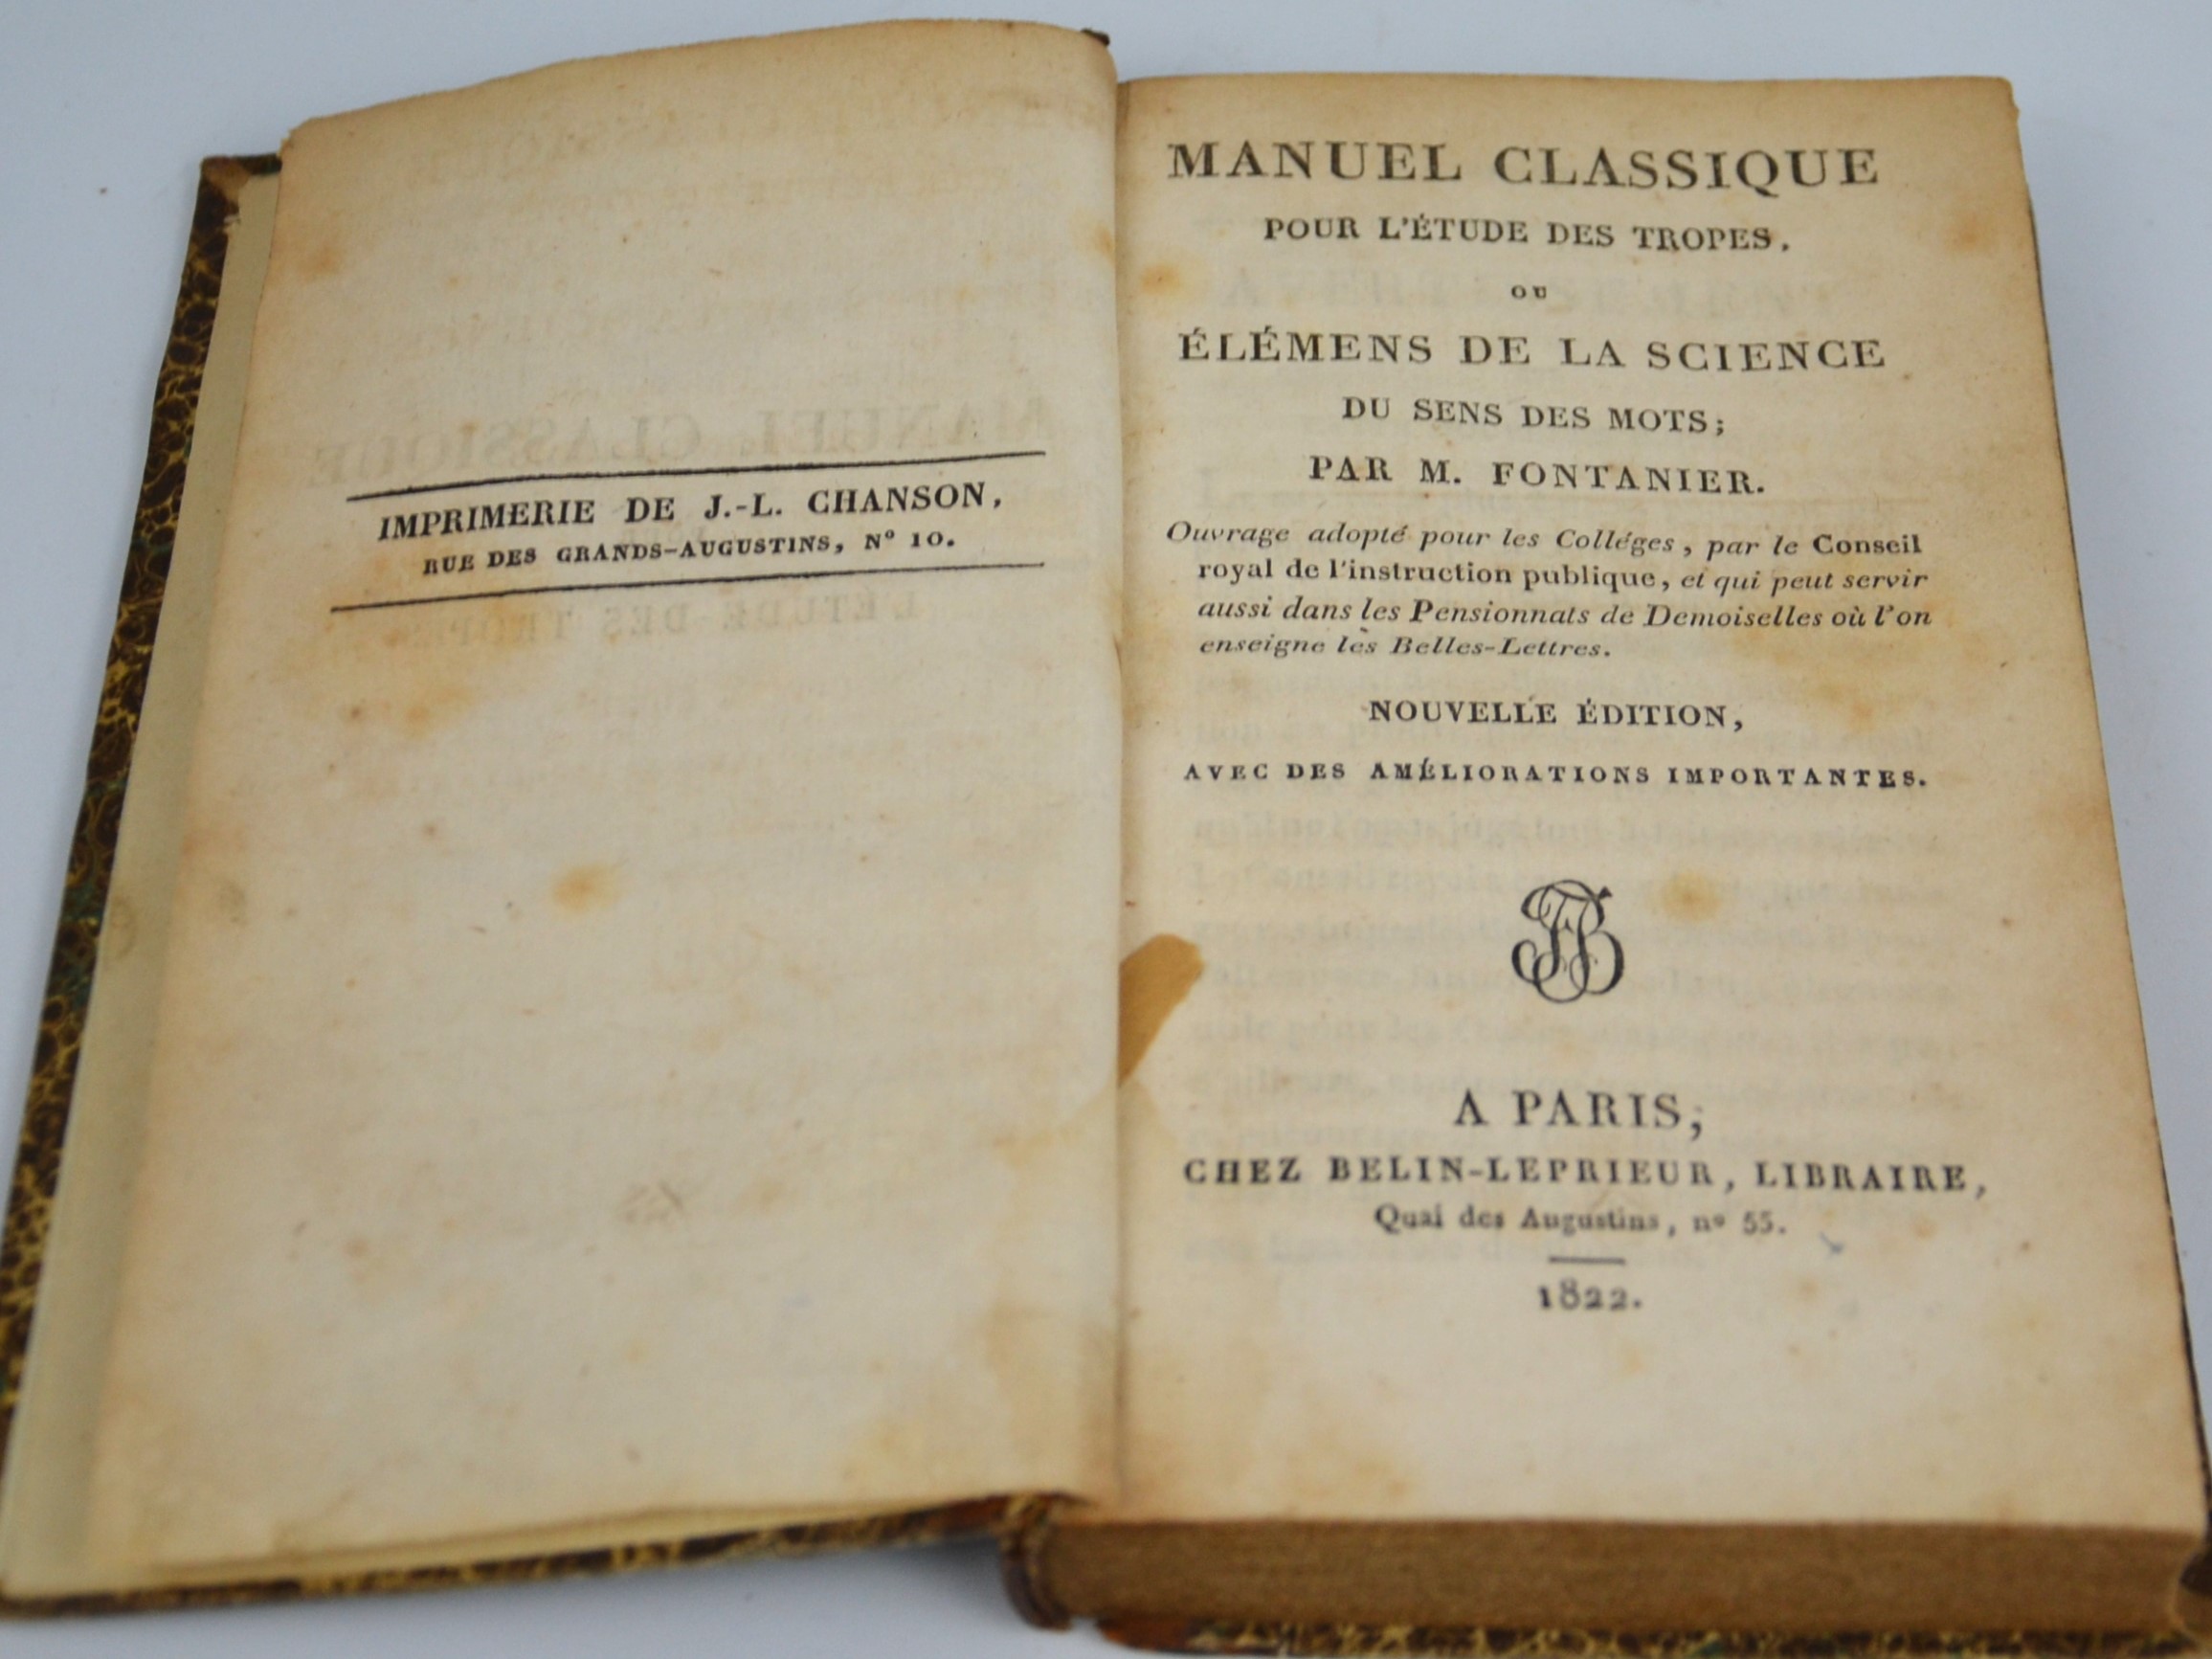 IMPRIMERIE DE J.-L. CHANSON,
RUE DES GRANDS-AUGUSTINS, N° 10.
MANUEL CLASSIQUE
POUR L'ÉTUDE DES TROPES,
OU
ÉLÉMENS DE LA SCIENCE
DU SENS DES MOTS;
PAR M. FONTANIER.
Ouvrage adopté pour les Colléges, par le Conseil
royal de l'instruction publique, et qui peut servir
aussi dans les Pensionnats de Demoiselles où l'on
enseigne les Belles-Lettres.
NOUVELLE ÉDITION,
AVEC DES AMÉLIORATIONS IMPORTANTES.
A PARIS,
CHEZ BELIN-LEPRIEUR, LIBRAIRE,
Quai des Augustins, n° 55.
1822.